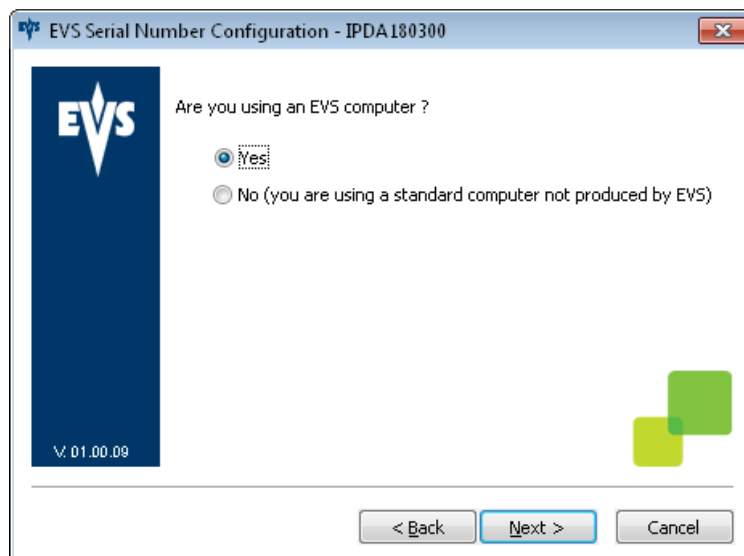 EVS Serial Number Configuration - IPDA180300
EVS
Are you using an EVS computer ?
Yes
No (you are using a standard computer not produced by EVS)
V. 01.00.09
< Back
Next >
Cancel